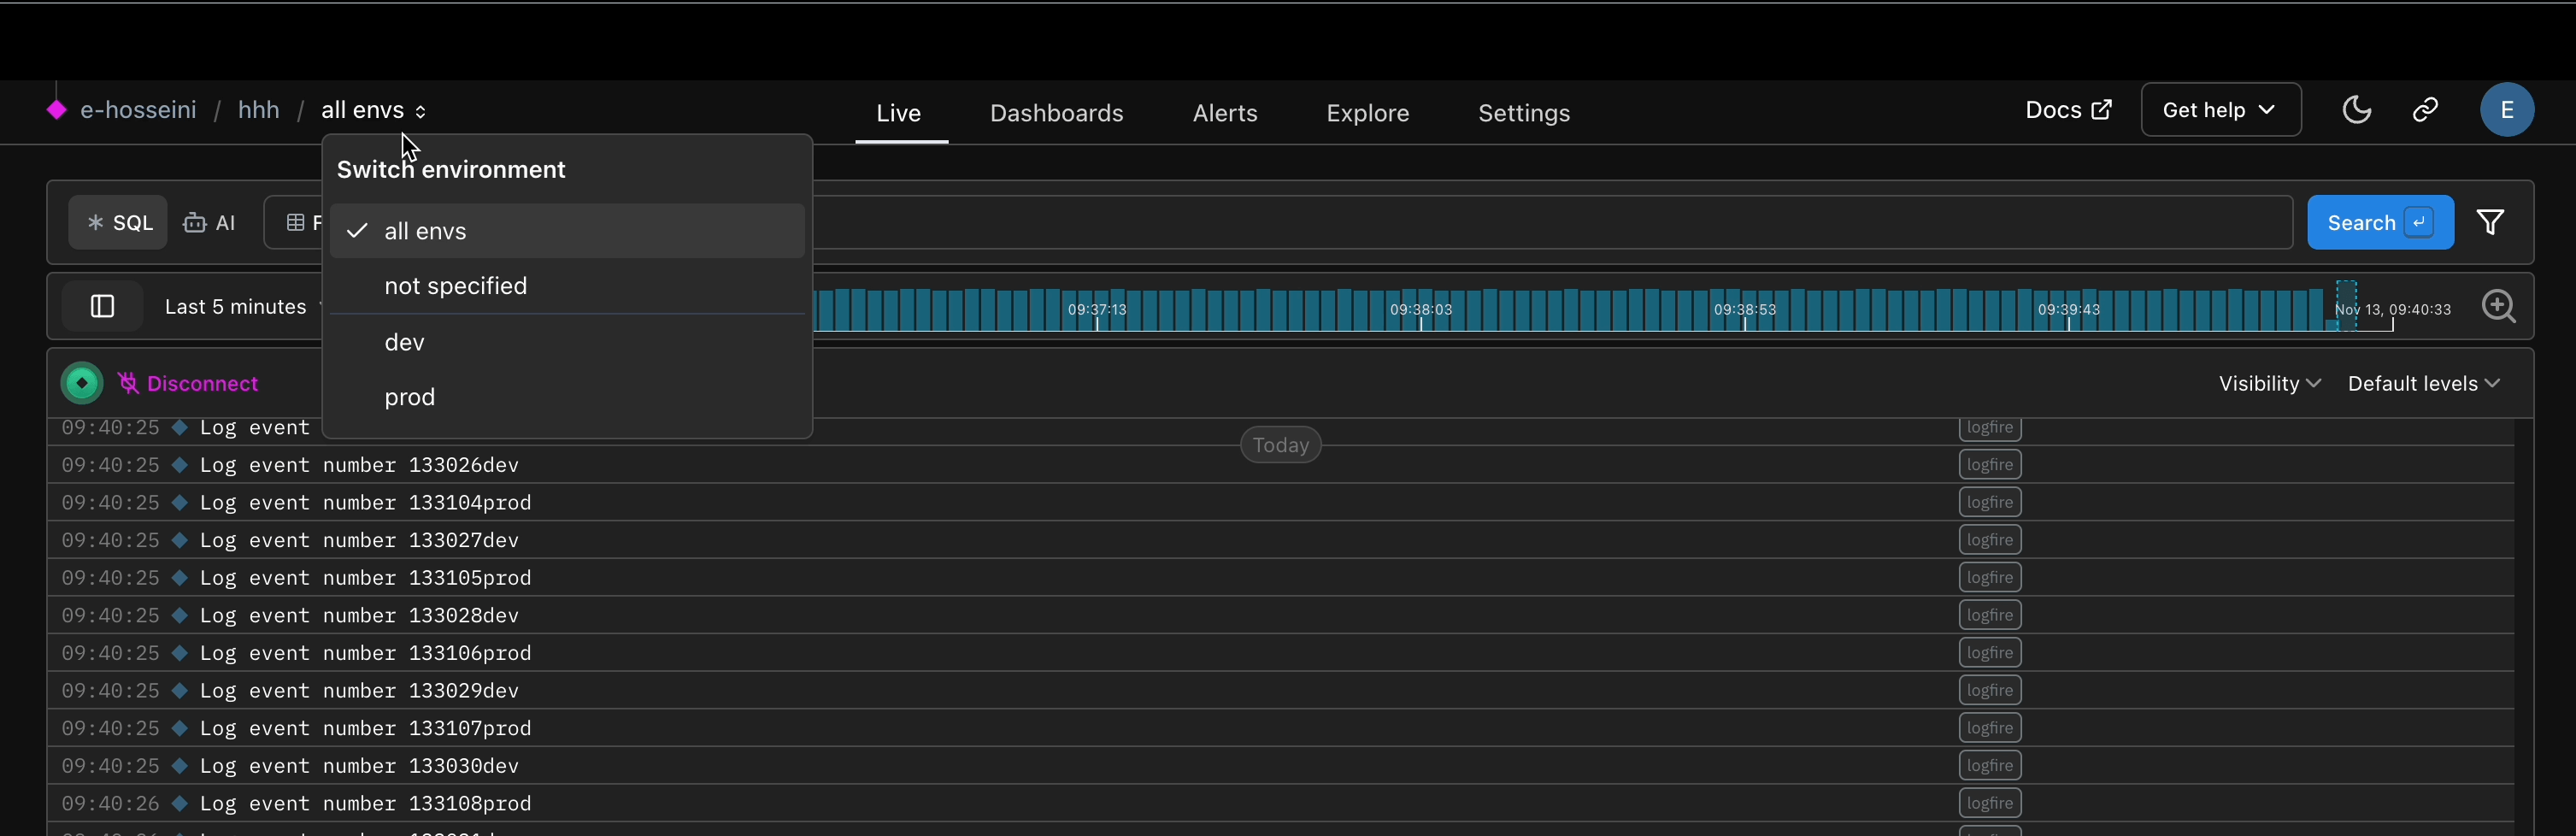 e-hosseini / hhh / all envs
Live Dashboards Alerts Explore Settings
Docs Get help E
Switch environment
all envs
not specified
dev
prod
SQL AI F
Search
Last 5 minutes
09:37:13 09:38:03 09:38:53 09:39:43 Nov 13, 09:40:33
Disconnect
Visibility Default levels
09:40:25 Log event logfire
Today
09:40:25 Log event number 133026dev logfire
09:40:25 Log event number 133104prod logfire
09:40:25 Log event number 133027dev logfire
09:40:25 Log event number 133105prod logfire
09:40:25 Log event number 133028dev logfire
09:40:25 Log event number 133106prod logfire
09:40:25 Log event number 133029dev logfire
09:40:25 Log event number 133107prod logfire
09:40:25 Log event number 133030dev logfire
09:40:26 Log event number 133108prod logfire